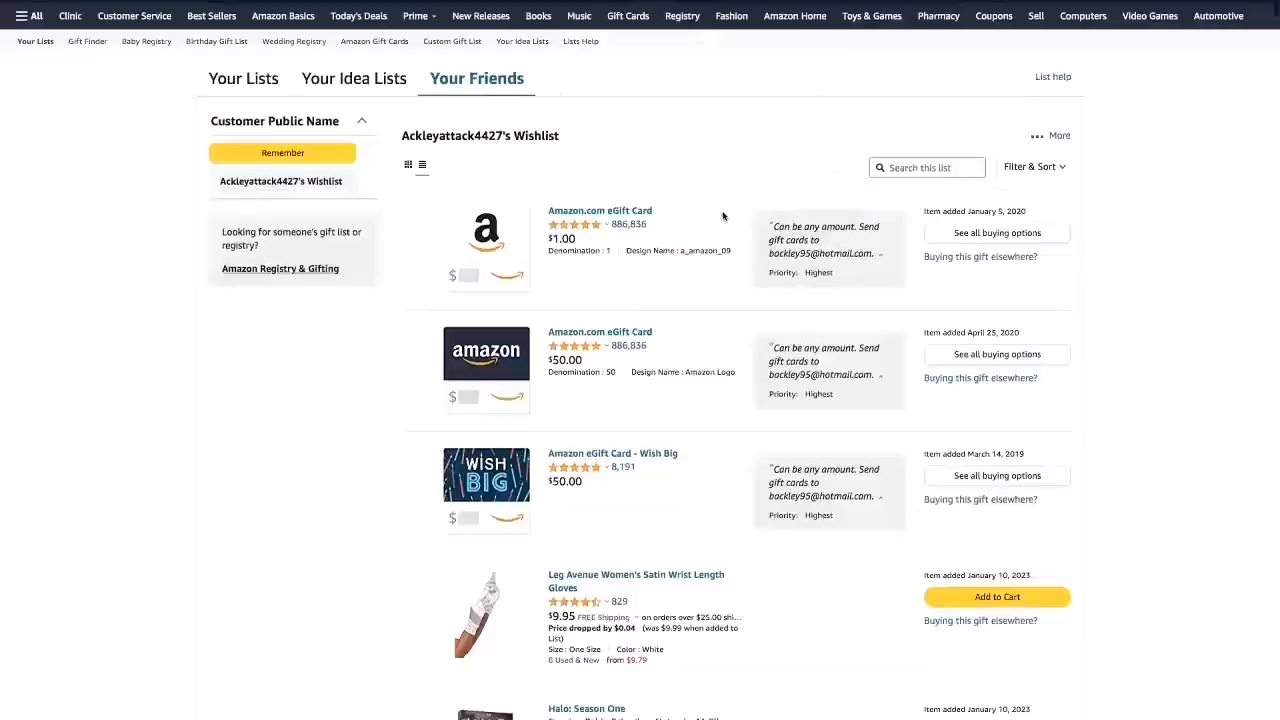 All Clinic Customer Service Best Sellers Amazon Basics Today's Deals Prime New Releases Books Music Gift Cards Registry Fashion Amazon Home Toys & Games Pharmacy Coupons Sell Computers Video Games Automotive
Your Lists Gift Finder Baby Registry Birthday Gift List Wedding Registry Amazon Gift Cards Custom Gift List Your Idea Lists Lists Help
Your Lists Your Idea Lists Your Friends List help
Customer Public Name
Remember
Ackleyattack4427's Wishlist
Looking for someone's gift list or
registry?
Amazon Registry & Gifting
Ackleyattack4427's Wishlist
More
Search this list
Filter & Sort
a
$
Amazon.com eGift Card
886,836
$1.00
Denomination : 1 Design Name : a_amazon_09
"Can be any amount. Send
gift cards to
backley95@hotmail.com. "
Priority: Highest
Item added January 5, 2020
See all buying options
Buying this gift elsewhere?
amazon
$
Amazon.com eGift Card
886,836
$50.00
Denomination : 50 Design Name : Amazon Logo
"Can be any amount. Send
gift cards to
backley95@hotmail.com. "
Priority: Highest
Item added April 25, 2020
See all buying options
Buying this gift elsewhere?
WISH
BIG
$
Amazon eGift Card - Wish Big
8,191
$50.00
"Can be any amount. Send
gift cards to
backley95@hotmail.com. "
Priority: Highest
Item added March 14, 2019
See all buying options
Buying this gift elsewhere?
Leg Avenue Women's Satin Wrist Length
Gloves
829
$9.95 FREE Shipping on orders over $25.00 shi...
Price dropped by $0.04 (was $9.99 when added to
List)
Size : One Size Color : White
6 Used & New from $9.79
Item added January 10, 2023
Add to Cart
Buying this gift elsewhere?
Halo: Season One
Item added January 10, 2023